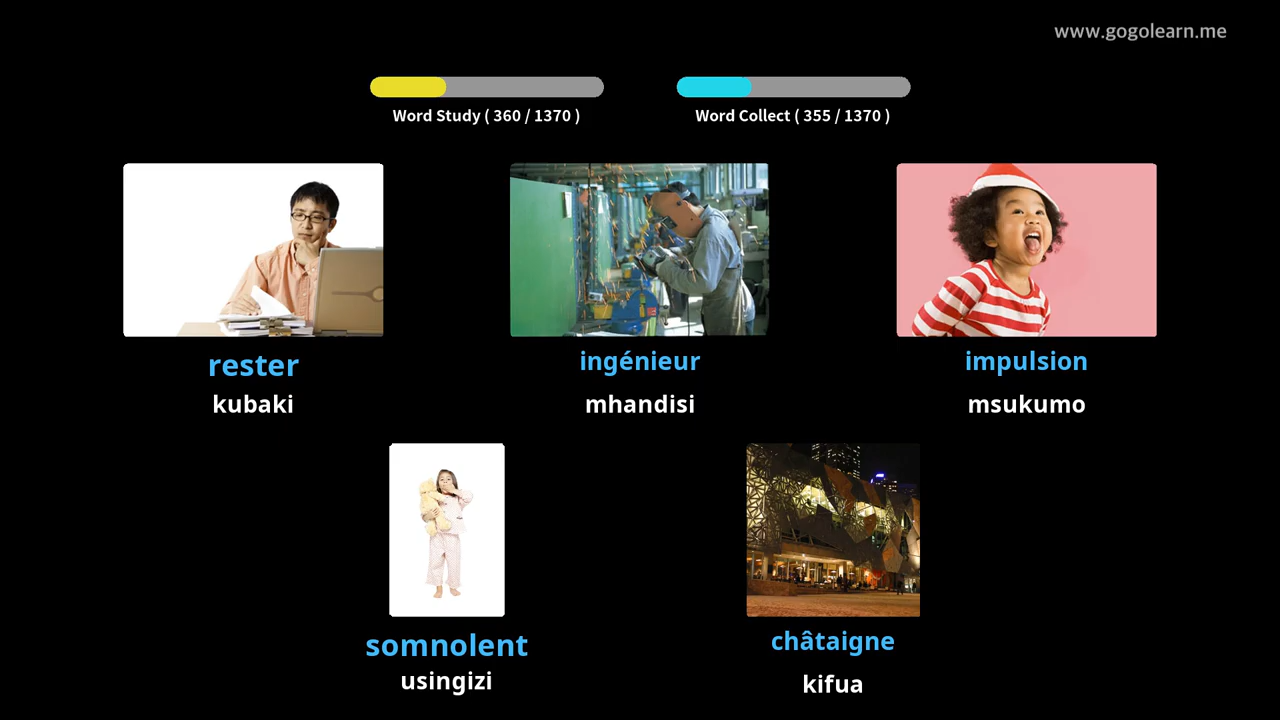 www.gogolearn.me
Word Study ( 360 / 1370 )
Word Collect ( 355 / 1370 )
rester
ingénieur
impulsion
kubaki
mhandisi
msukumo
somnolent
châtaigne
usingizi
kifua